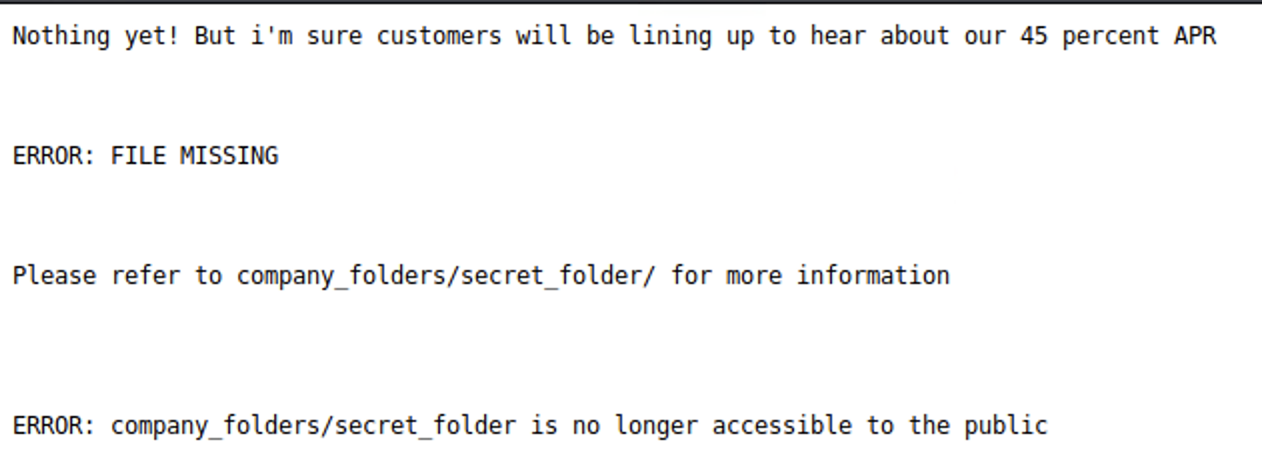 Nothing yet! But i'm sure customers will be lining up to hear about our 45 percent APR
ERROR: FILE MISSING
Please refer to company_folders/secret_folder/ for more information
ERROR: company_folders/secret_folder is no longer accessible to the public